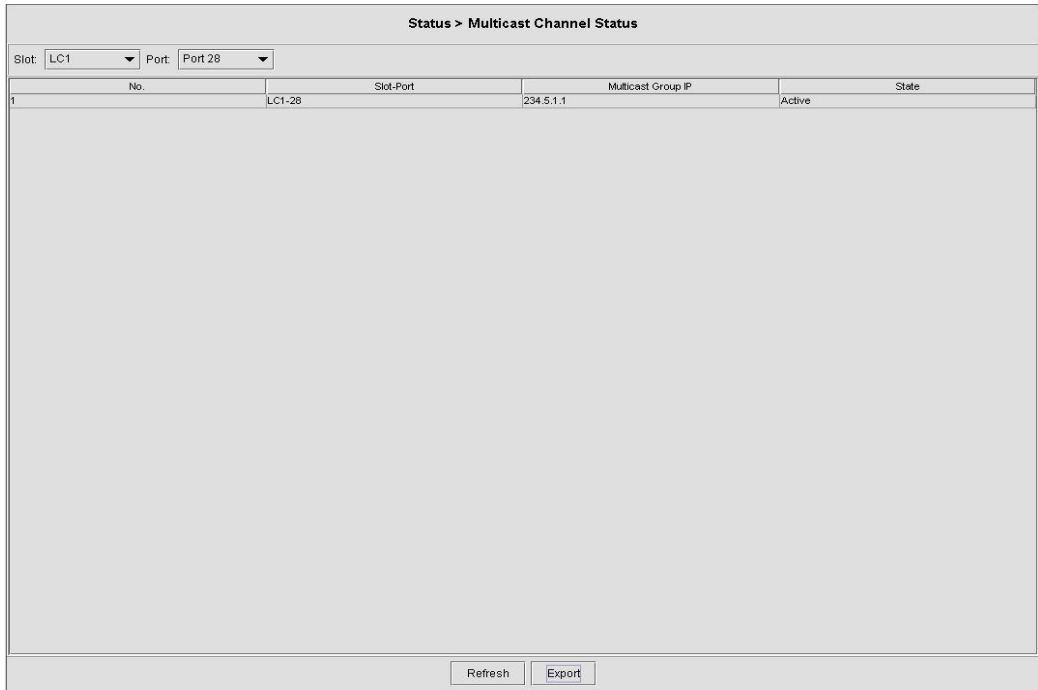 Status > Multicast Channel Status
Slot: LC1 Port: Port 28
No. Slot-Port Multicast Group IP State
1 LC1-28 234.5.1.1 Active
Refresh Export